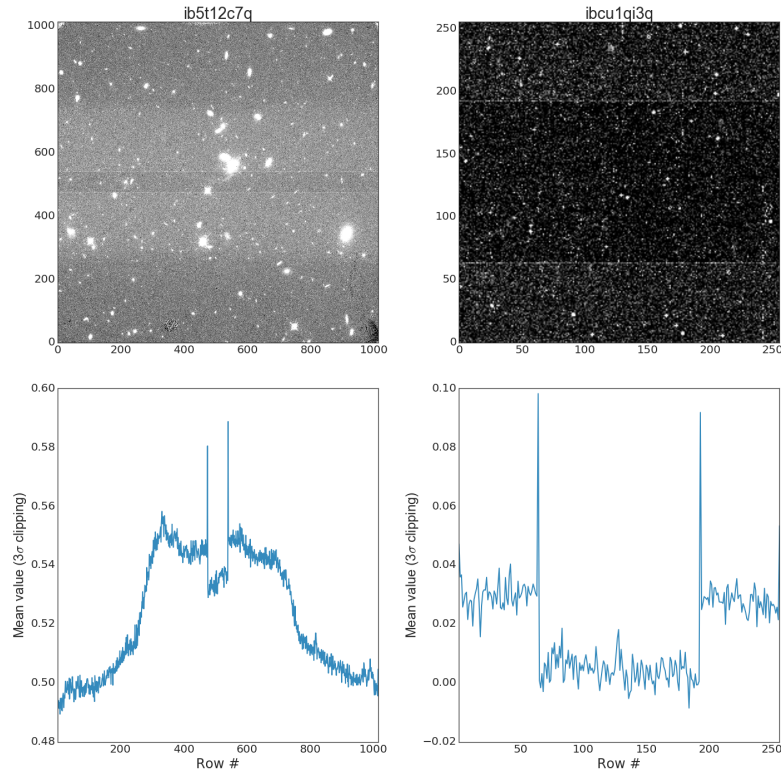 ib5t12c7q
ibcu1qi3q
1000
800
600
400
200
0
0 200 400 600 800 1000
250
200
150
100
50
0
0 50 100 150 200 250
0.60
0.58
0.56
0.54
0.52
0.50
0.48
Mean value (3σ clipping)
200 400 600 800 1000
Row #
0.10
0.08
0.06
0.04
0.02
0.00
−0.02
Mean value (3σ clipping)
50 100 150 200 250
Row #